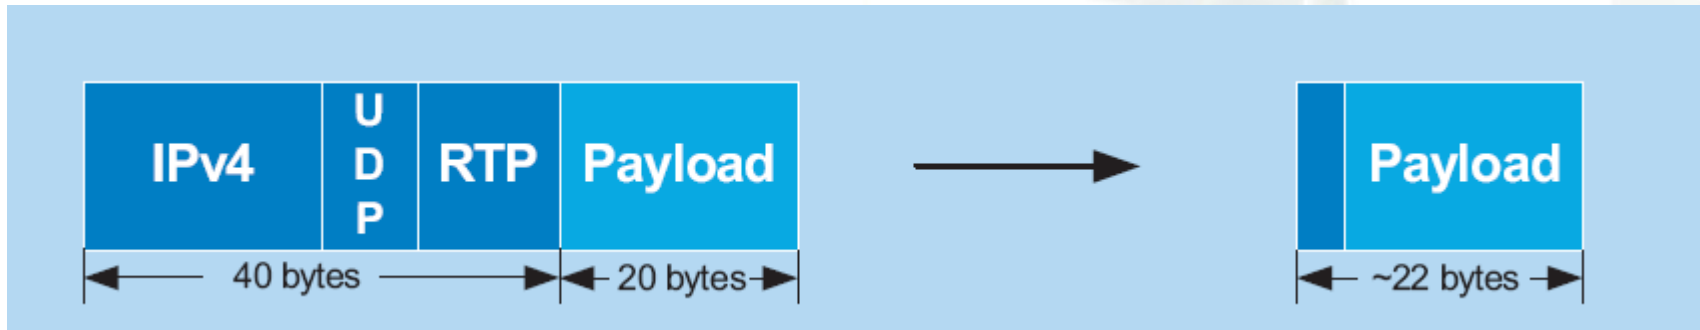 IPv4
U
D
P
RTP
Payload
Payload
40 bytes
20 bytes
~22 bytes